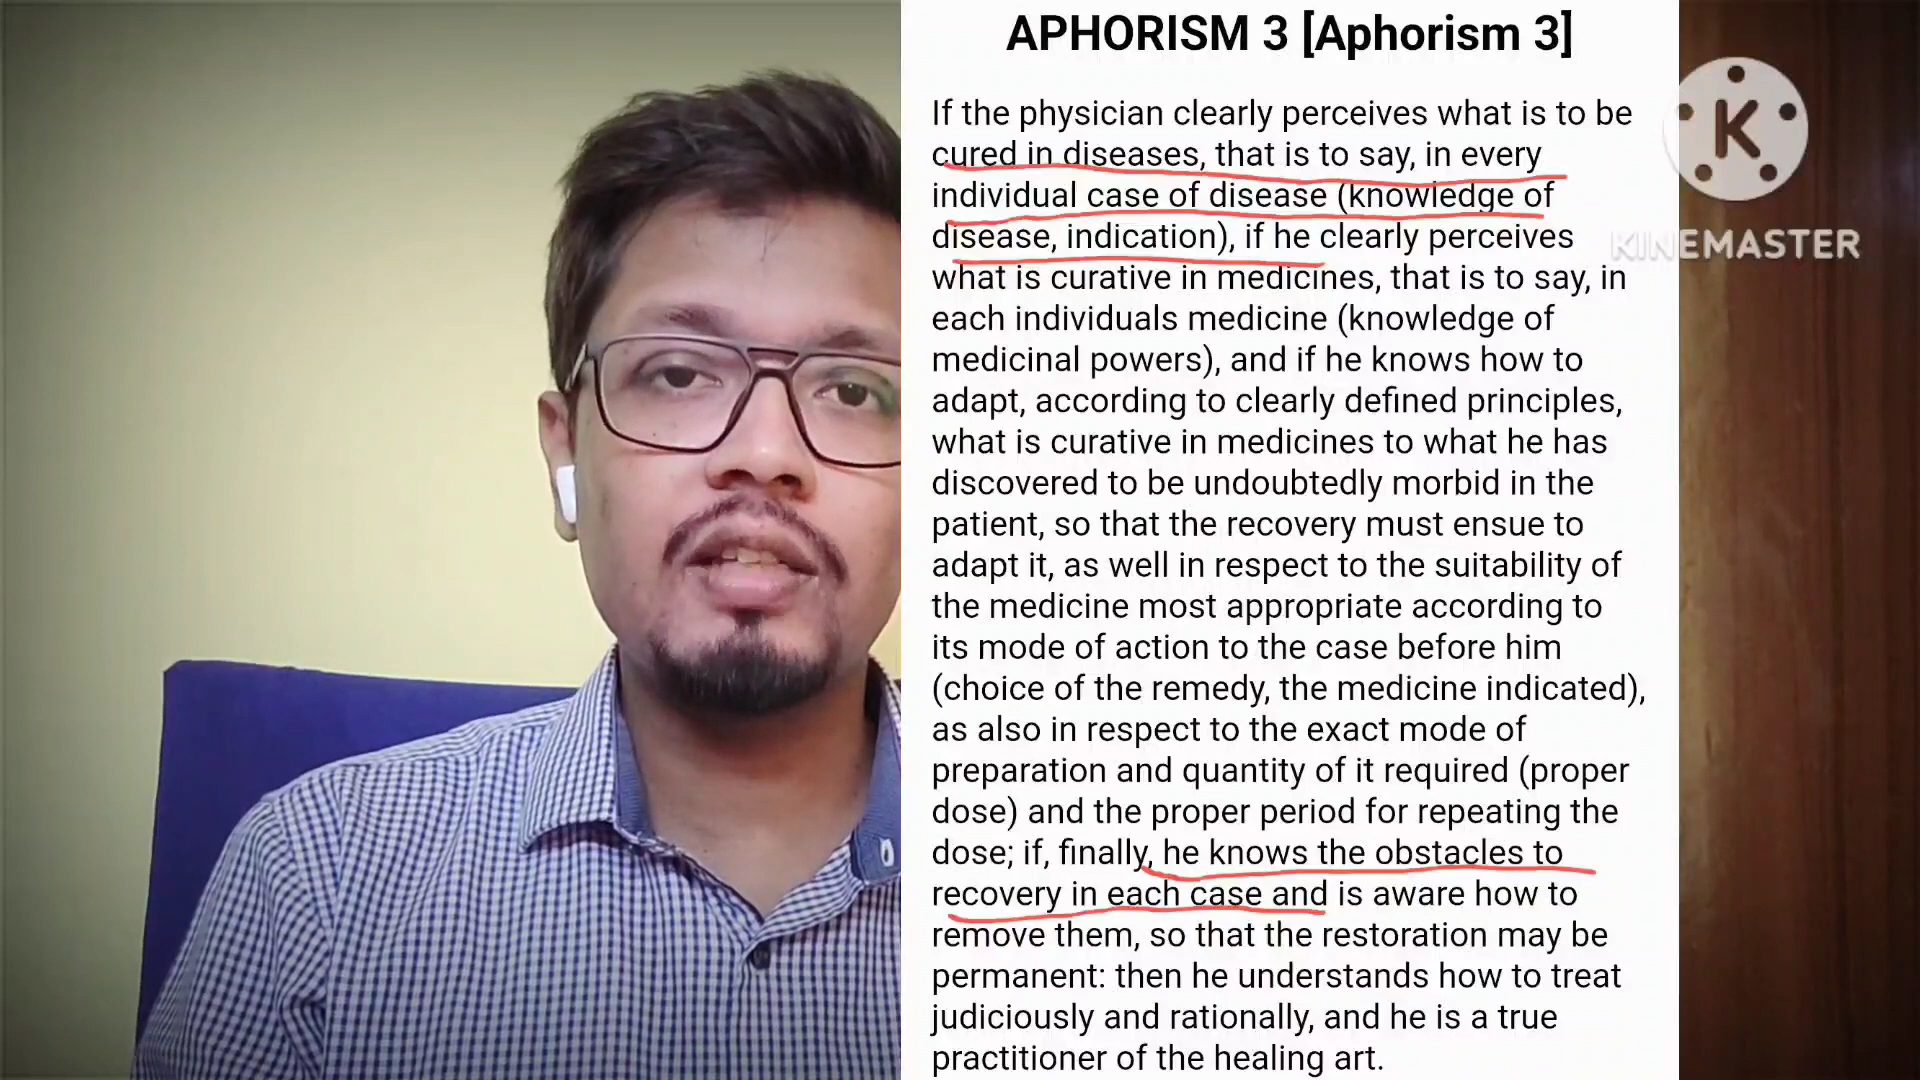 APHORISM 3 [Aphorism 3]
If the physician clearly perceives what is to be
cured in diseases, that is to say, in every
individual case of disease (knowledge of
disease, indication), if he clearly perceives
what is curative in medicines, that is to say, in
each individuals medicine (knowledge of
medicinal powers), and if he knows how to
adapt, according to clearly defined principles,
what is curative in medicines to what he has
discovered to be undoubtedly morbid in the
patient, so that the recovery must ensue to
adapt it, as well in respect to the suitability of
the medicine most appropriate according to
its mode of action to the case before him
(choice of the remedy, the medicine indicated),
as also in respect to the exact mode of
preparation and quantity of it required (proper
dose) and the proper period for repeating the
dose; if, finally, he knows the obstacles to
recovery in each case and is aware how to
remove them, so that the restoration may be
permanent: then he understands how to treat
judiciously and rationally, and he is a true
practitioner of the healing art.
K
KINEMASTER